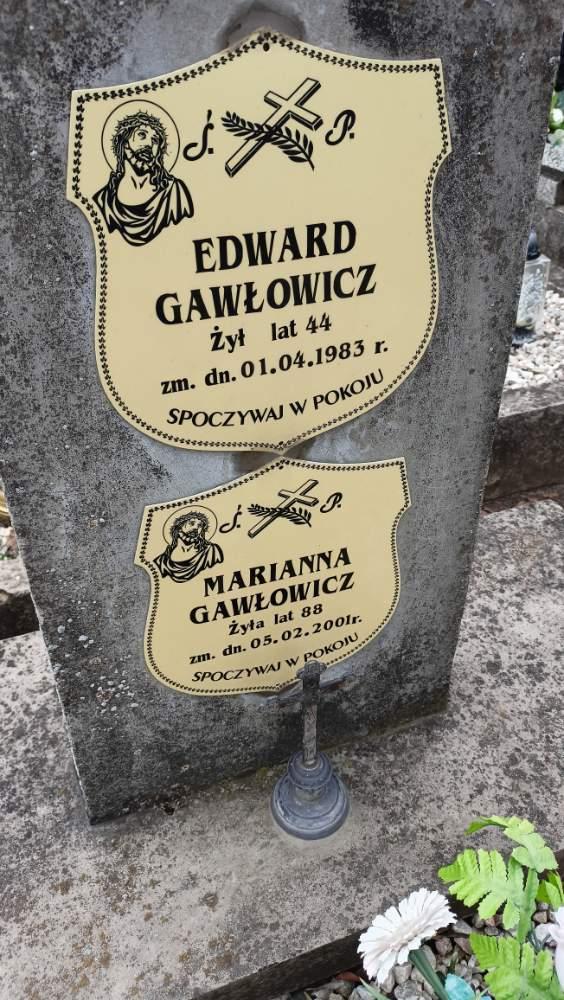 Ś. P.
EDWARD
GAWŁOWICZ
Żył lat 44
zm. dn. 01.04.1983 r.
SPOCZYWAJ W POKOJU
Ś. P.
MARIANNA
GAWŁOWICZ
Żyła lat 88
zm. dn. 05.02.2001r.
SPOCZYWAJ W POKOJU